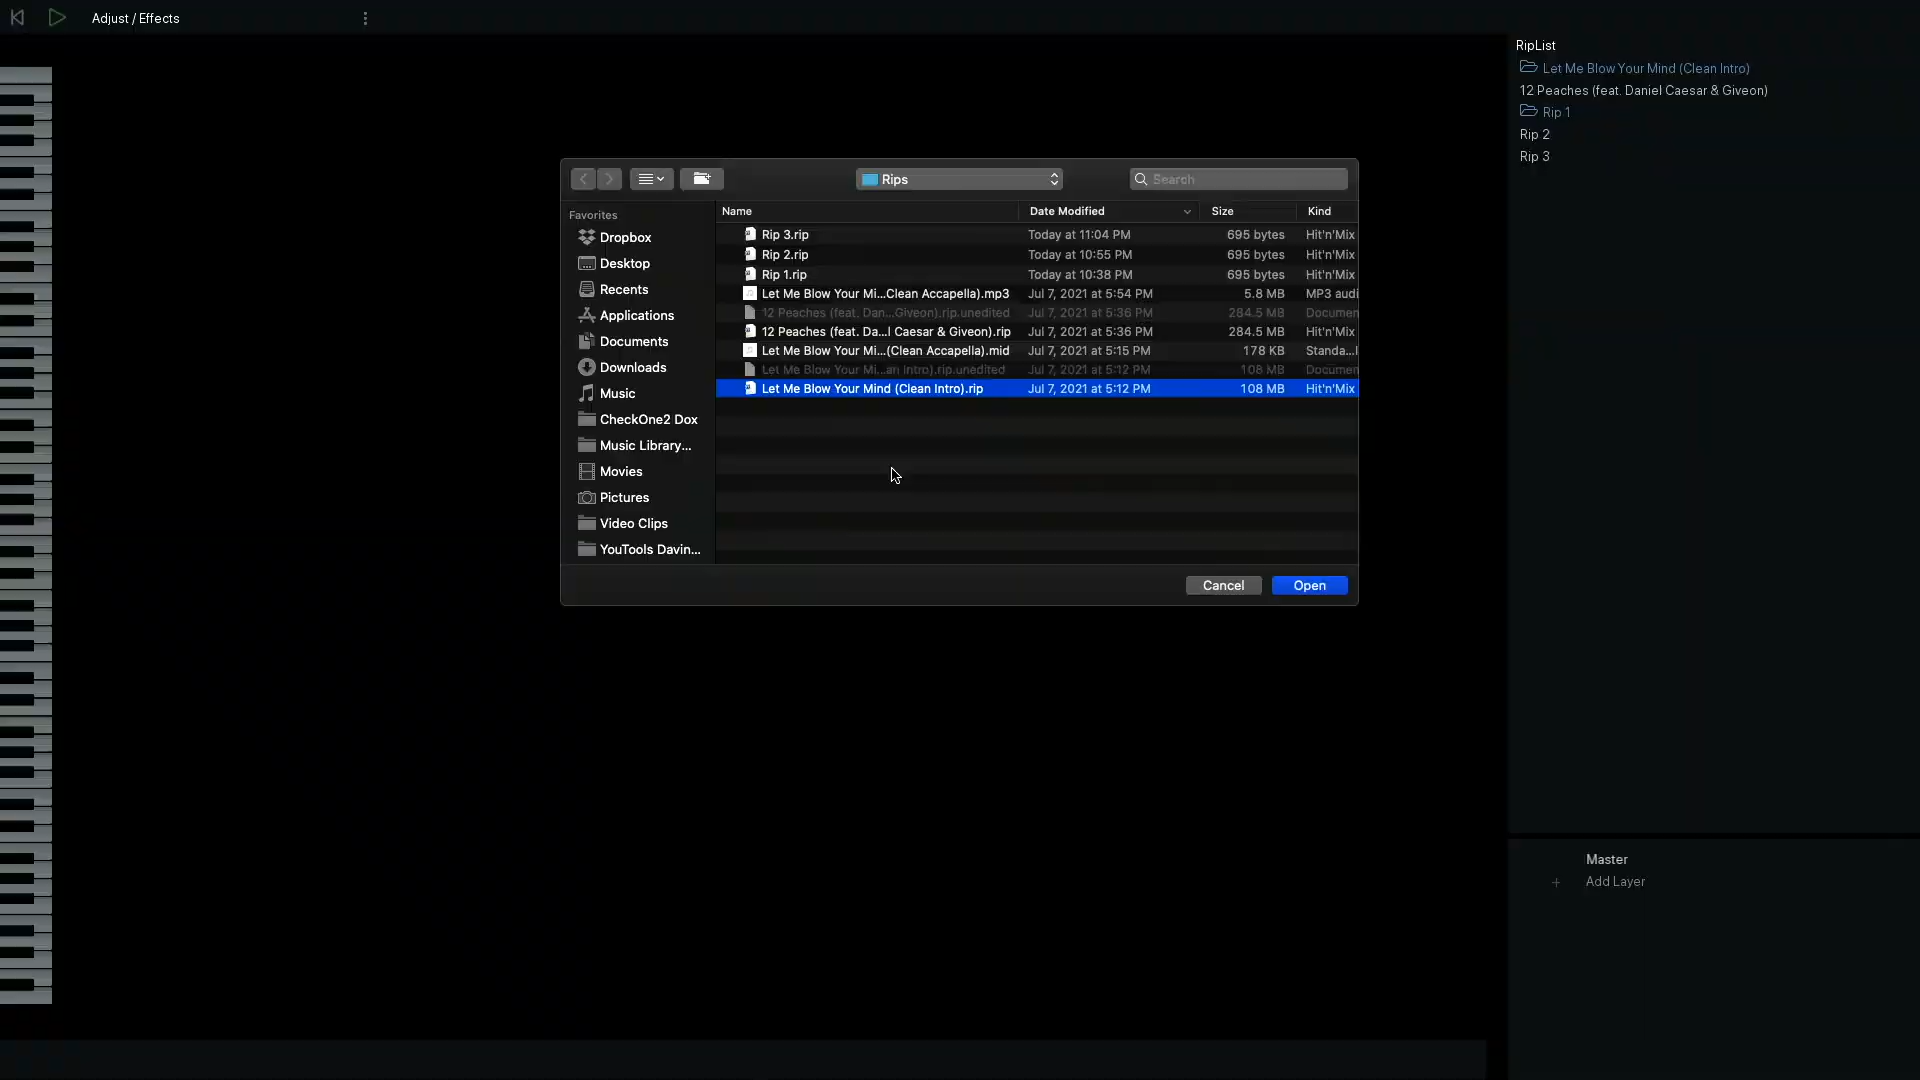 Adjust / Effects
RipList
Let Me Blow Your Mind (Clean Intro)
12 Peaches (feat. Daniel Caesar & Giveon)
Rip 1
Rip 2
Rip 3
Rips
Search
Favorites
Dropbox
Desktop
Recents
Applications
Documents
Downloads
Music
CheckOne2 Dox
Music Library...
Movies
Pictures
Video Clips
YouTools Davin...
Name Date Modified Size Kind
Rip 3.rip Today at 11:04 PM 695 bytes Hit'n'Mix
Rip 2.rip Today at 10:55 PM 695 bytes Hit'n'Mix
Rip 1.rip Today at 10:38 PM 695 bytes Hit'n'Mix
Let Me Blow Your Mi...Clean Accapella).mp3 Jul 7, 2021 at 5:54 PM 5.8 MB MP3 audi
12 Peaches (feat. Dan...Giveon).rip.unedited Jul 7, 2021 at 5:36 PM 284.5 MB Documen
12 Peaches (feat. Da...l Caesar & Giveon).rip Jul 7, 2021 at 5:36 PM 284.5 MB Hit'n'Mix
Let Me Blow Your Mi...(Clean Accapella).mid Jul 7, 2021 at 5:15 PM 178 KB Standa...I
Let Me Blow Your Mi...an Intro).rip.unedited Jul 7, 2021 at 5:12 PM 108 MB Documen
Let Me Blow Your Mind (Clean Intro).rip Jul 7, 2021 at 5:12 PM 108 MB Hit'n'Mix
Cancel Open
Master
+ Add Layer